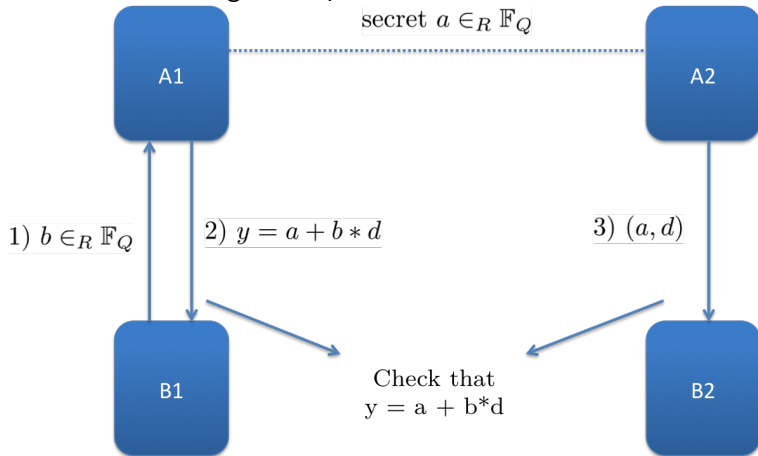 secret a ∈_R 𝔽_Q
A1
A2
1) b ∈_R 𝔽_Q
2) y = a + b ∗ d
3) (a, d)
Check that
y = a + b*d
B1
B2